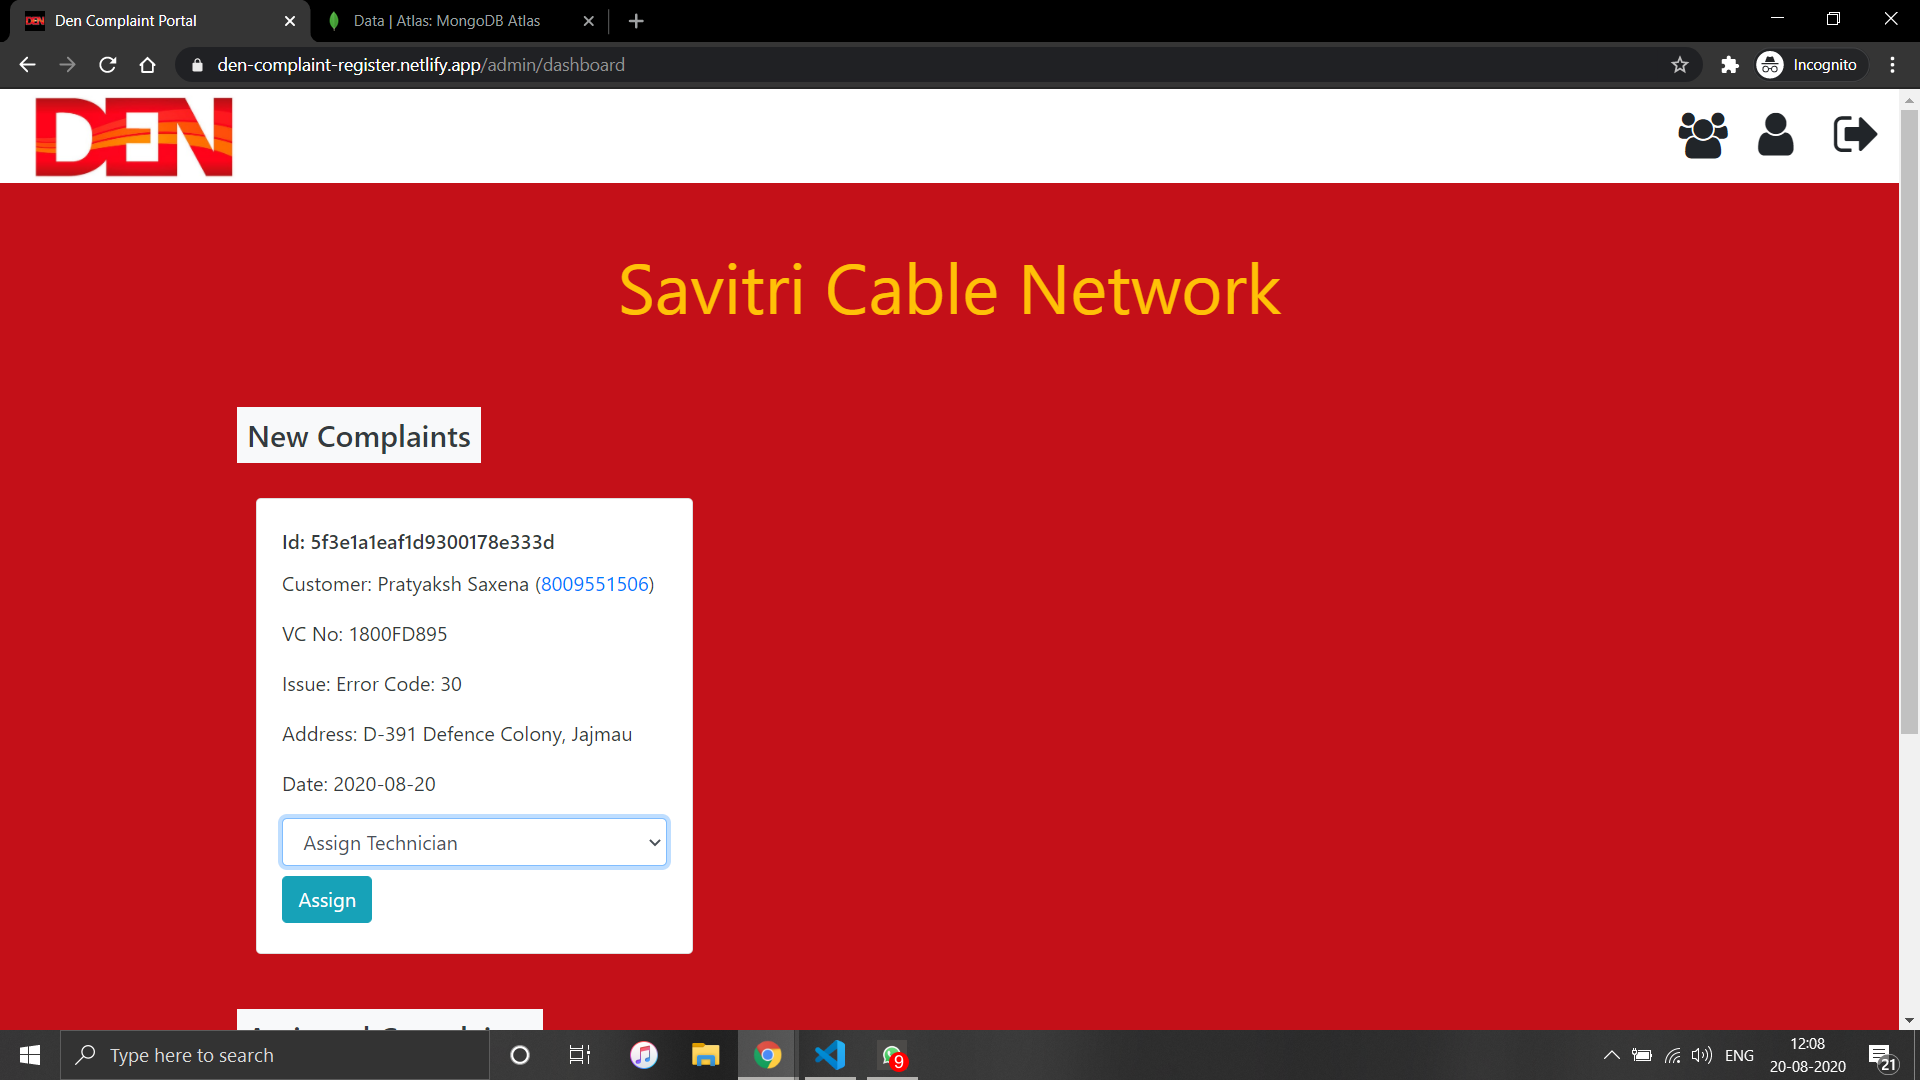 Den Complaint Portal
Data | Atlas: MongoDB Atlas
den-complaint-register.netlify.app/admin/dashboard
Incognito
DEN
Savitri Cable Network
New Complaints
Id: 5f3e1a1eaf1d9300178e333d
Customer: Pratyaksh Saxena (8009551506)
VC No: 1800FD895
Issue: Error Code: 30
Address: D-391 Defence Colony, Jajmau
Date: 2020-08-20
Assign Technician
Assign
Type here to search
9
ENG
12:08
20-08-2020
21